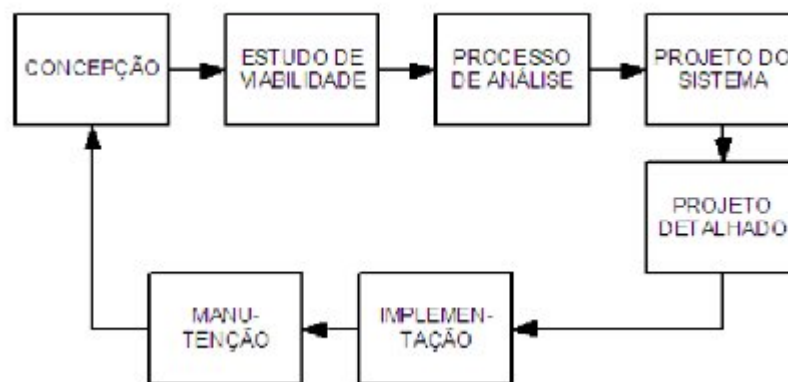 CONCEPÇÃO
ESTUDO DE
VIABILIDADE
PROCESSO
DE ANÁLISE
PROJETO DO
SISTEMA
PROJETO
DETALHADO
IMPLEMEN-
TAÇÃO
MANU-
TENÇÃO